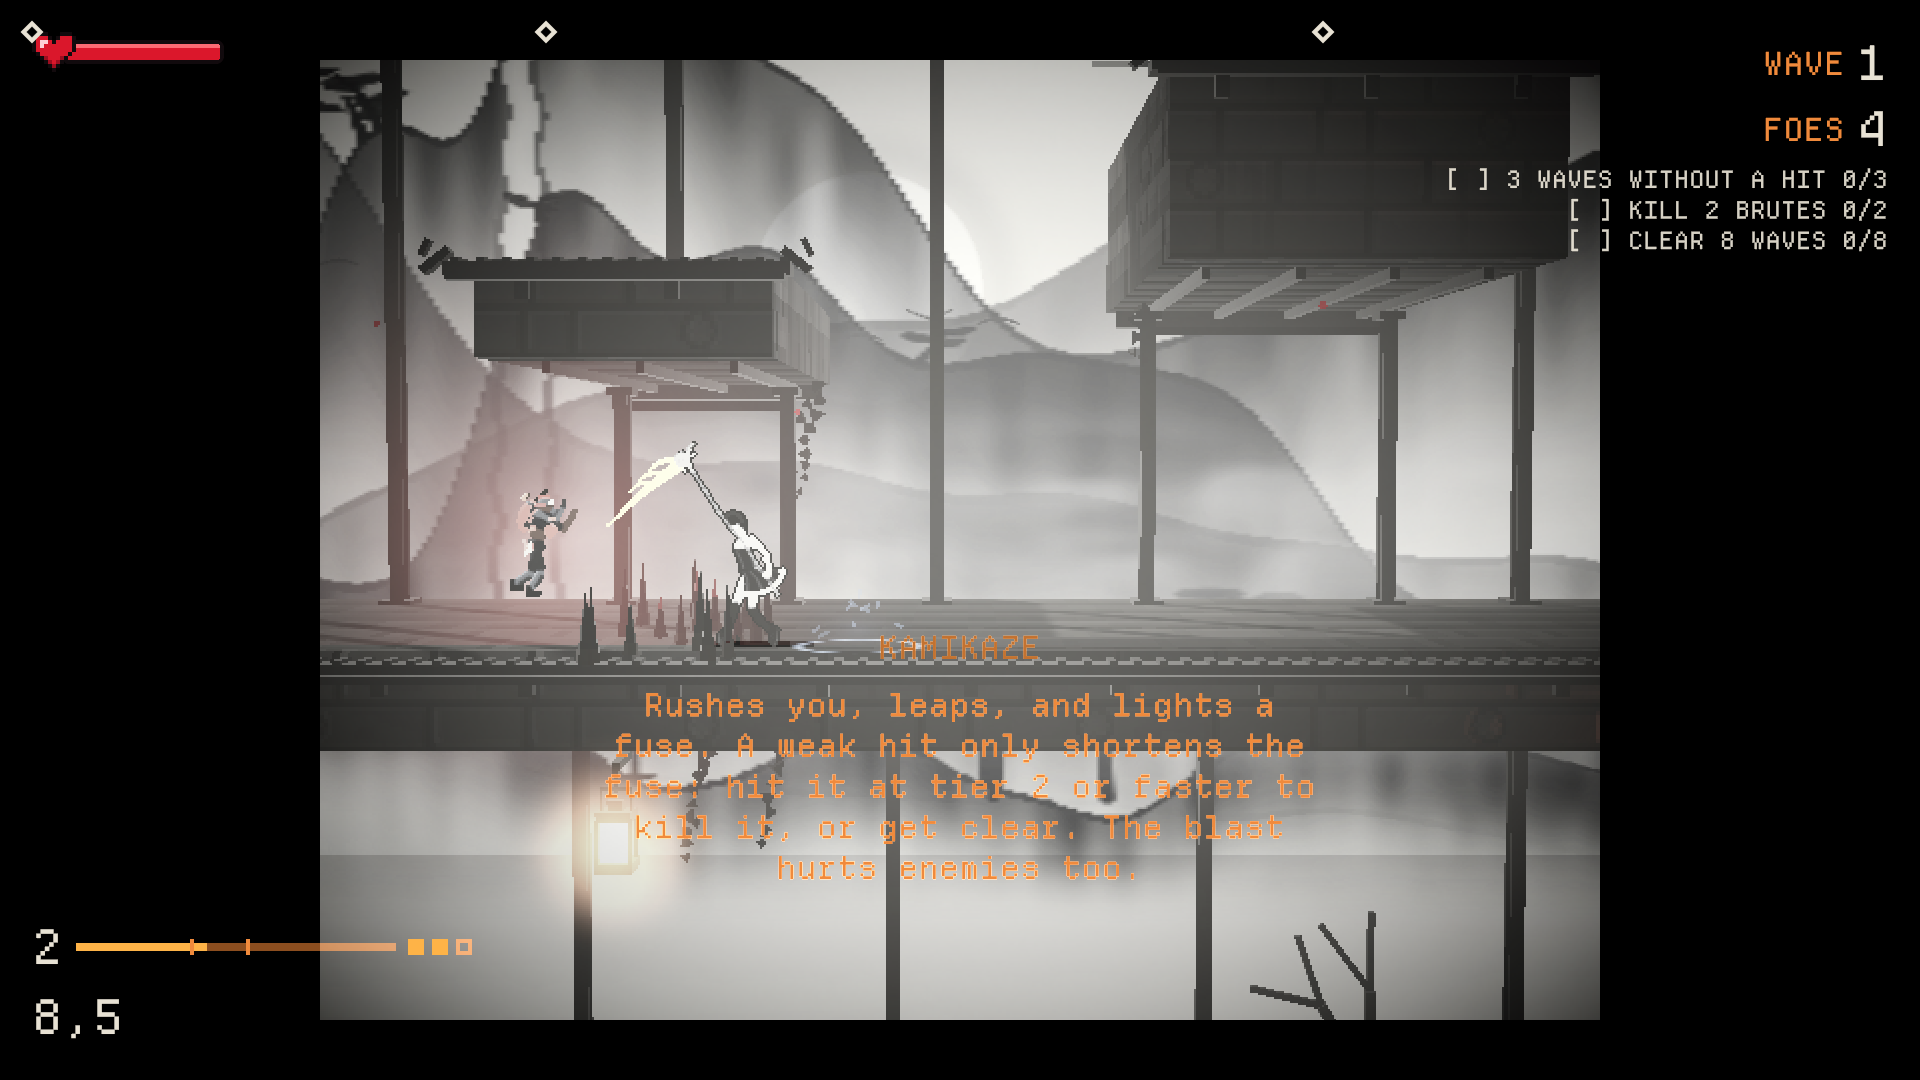 WAVE 1
FOES 4
[ ] 3 WAVES WITHOUT A HIT 0/3
[ ] KILL 2 BRUTES 0/2
[ ] CLEAR 8 WAVES 0/8
KAMIKAZE
Rushes you, leaps, and lights a
fuse. A weak hit only shortens the
fuse: hit it at tier 2 or faster to
kill it, or get clear. The blast
hurts enemies too.
2
8,5